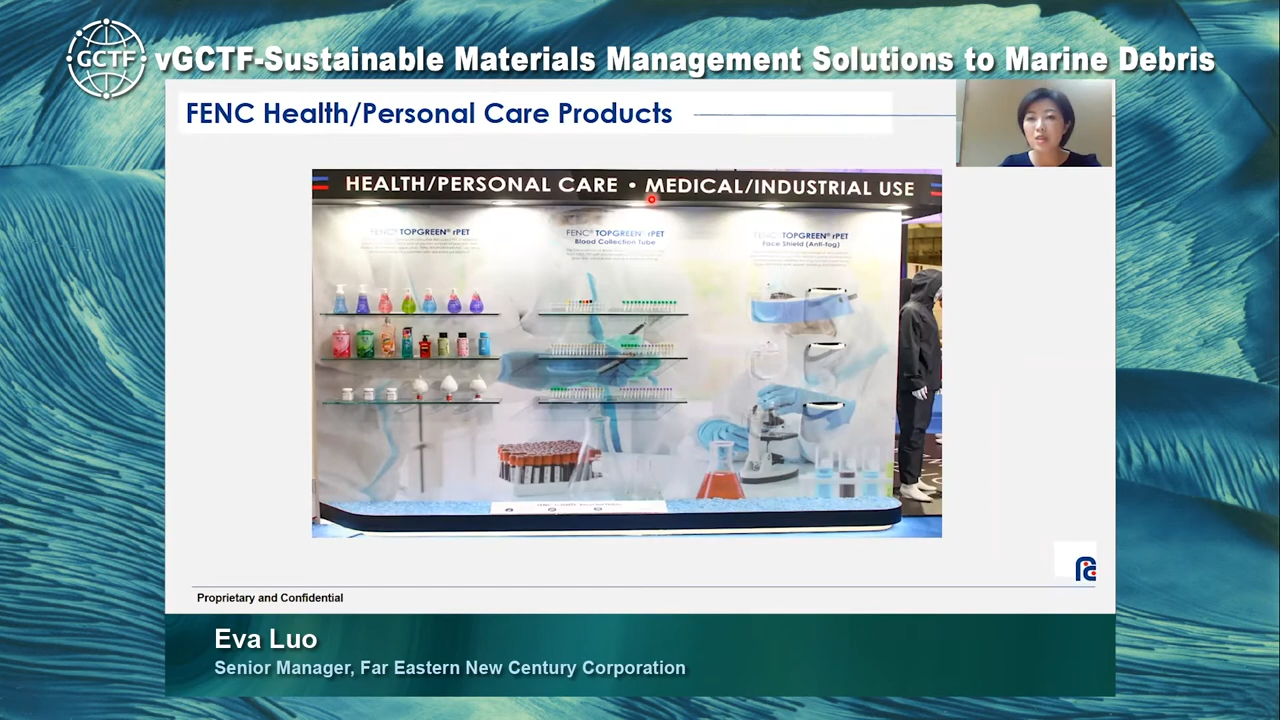 GCTF
vGCTF-Sustainable Materials Management Solutions to Marine Debris
FENC Health/Personal Care Products
HEALTH/PERSONAL CARE • MEDICAL/INDUSTRIAL USE
FENC® TOPGREEN® rPET
FENC® TOPGREEN® rPET
Blood Collection Tube
FENC® TOPGREEN® rPET
Face Shield (Anti-fog)
Proprietary and Confidential
Eva Luo
Senior Manager, Far Eastern New Century Corporation